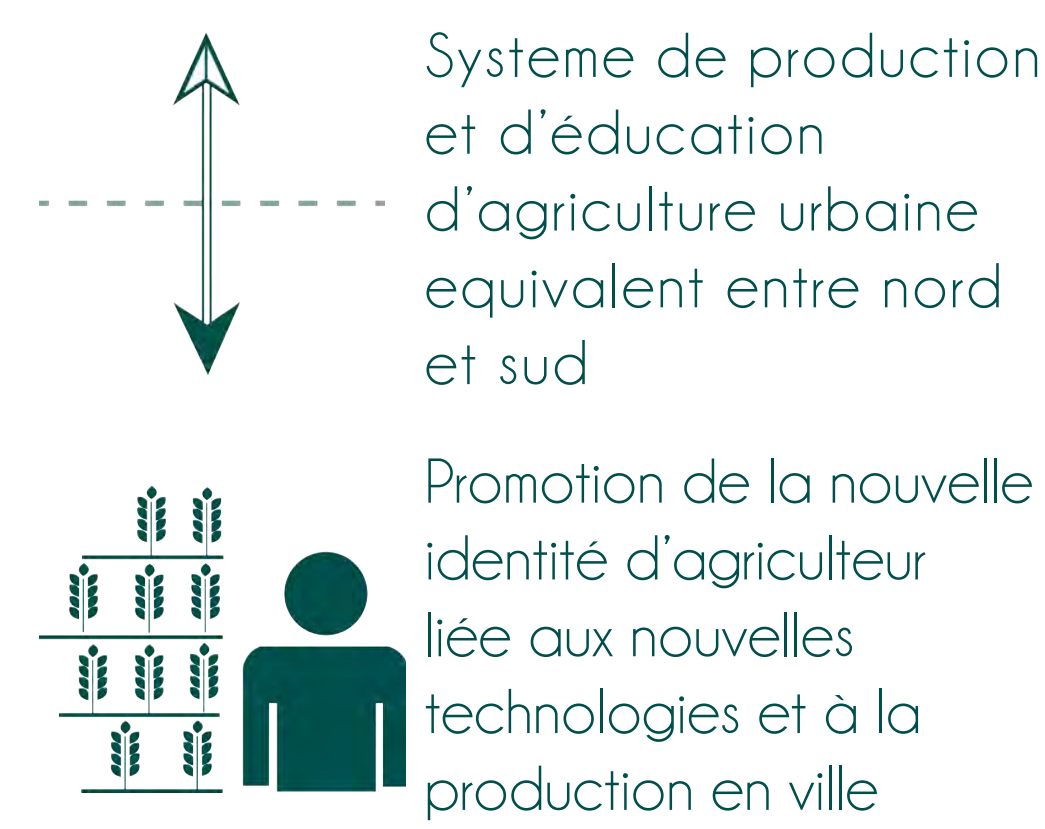 Systeme de production
et d'éducation
d'agriculture urbaine
equivalent entre nord
et sud
Promotion de la nouvelle
identité d'agriculteur
liée aux nouvelles
technologies et à la
production en ville